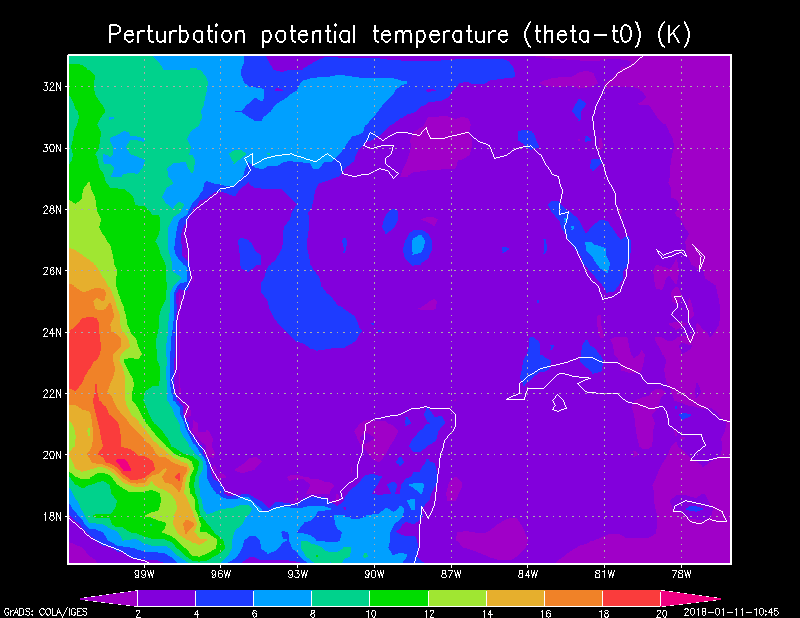 Perturbation potential temperature (theta-t0) (K)
32N
30N
28N
26N
24N
22N
20N
18N
99W 96W 93W 90W 87W 84W 81W 78W
2 4 6 8 10 12 14 16 18 20
GrADS: COLA/IGES 2018-01-11-10:45